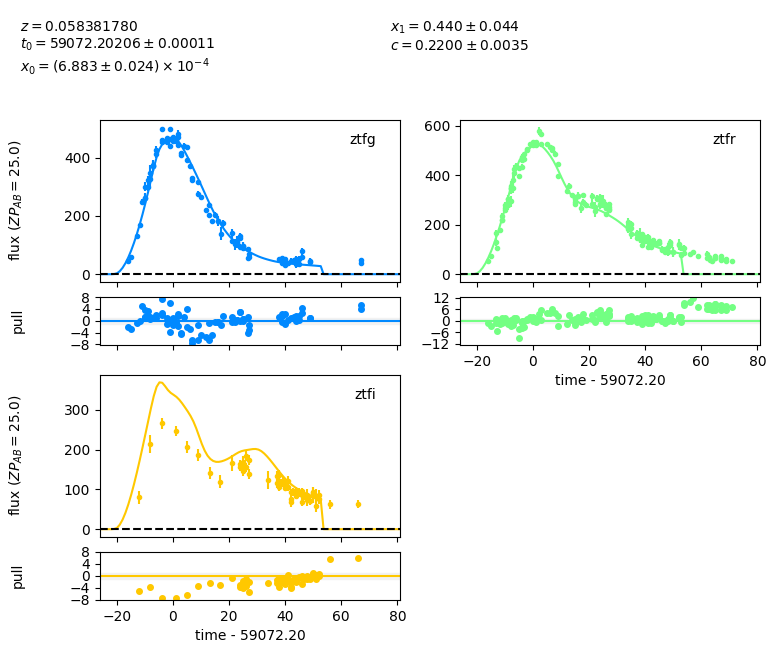 z = 0.058381780
t₀ = 59072.20206 ± 0.00011
x₀ = (6.883 ± 0.024) × 10⁻⁴
x₁ = 0.440 ± 0.044
c = 0.2200 ± 0.0035
flux (ZP_AB = 25.0)
ztfg
400
200
0
pull
8
4
0
−4
−8
ztfr
600
400
200
0
12
6
0
−6
−12
−20 0 20 40 60 80
time - 59072.20
flux (ZP_AB = 25.0)
ztfi
300
200
100
0
pull
8
4
0
−4
−8
−20 0 20 40 60 80
time - 59072.20